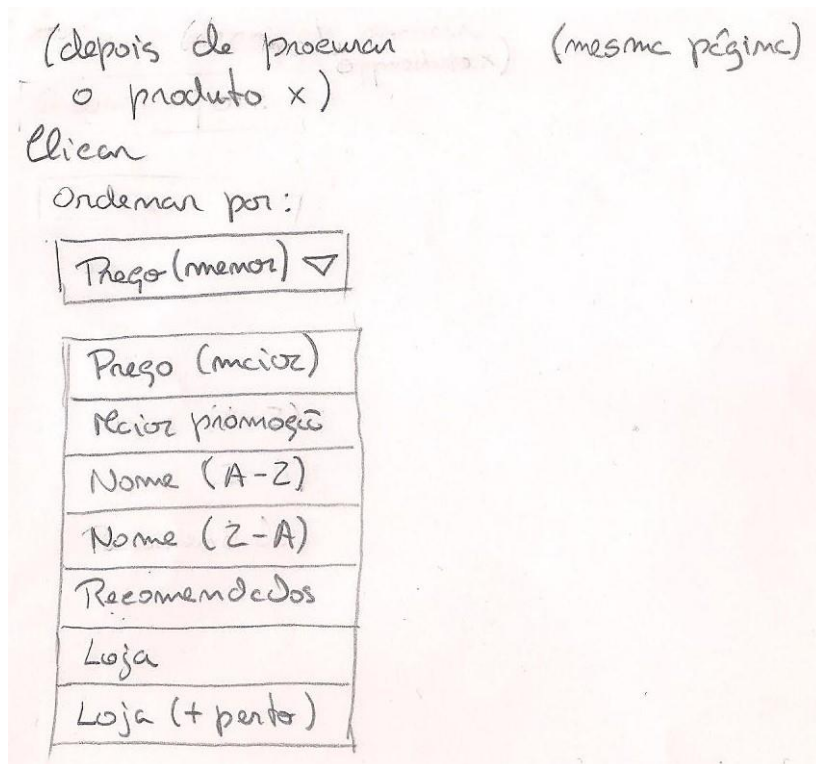 (depois de procurar (mesma página)
o produto x)
Clicar
Ordenar por:
Preço (menor)
Preço (maior)
Maior promoção
Nome (A-Z)
Nome (Z-A)
Recomendados
Loja
Loja (+ perto)